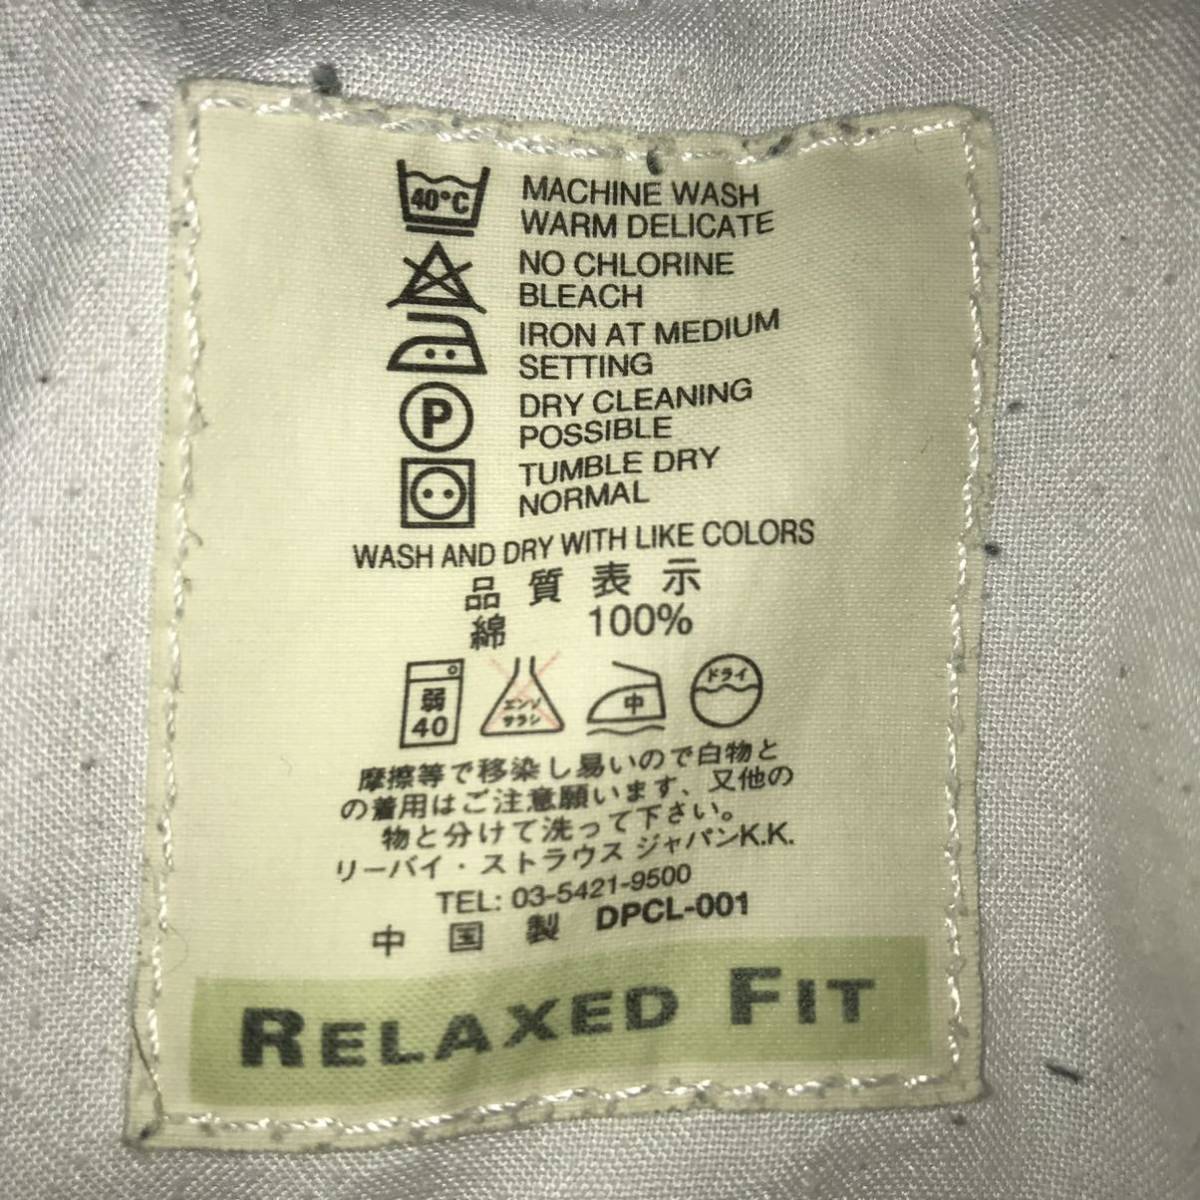 40°C
MACHINE WASH
WARM DELICATE
NO CHLORINE
BLEACH
IRON AT MEDIUM
SETTING
P
DRY CLEANING
POSSIBLE
TUMBLE DRY
NORMAL
WASH AND DRY WITH LIKE COLORS
品質表示
綿 100%
弱
40
エンソ
サラシ
中
ドライ
摩擦等で移染し易いので白物と
の着用はご注意願います、又他の
物と分けて洗って下さい。
リーバイ・ストラウス ジャパンK.K.
TEL: 03-5421-9500
中国製 DPCL-001
RELAXED FIT